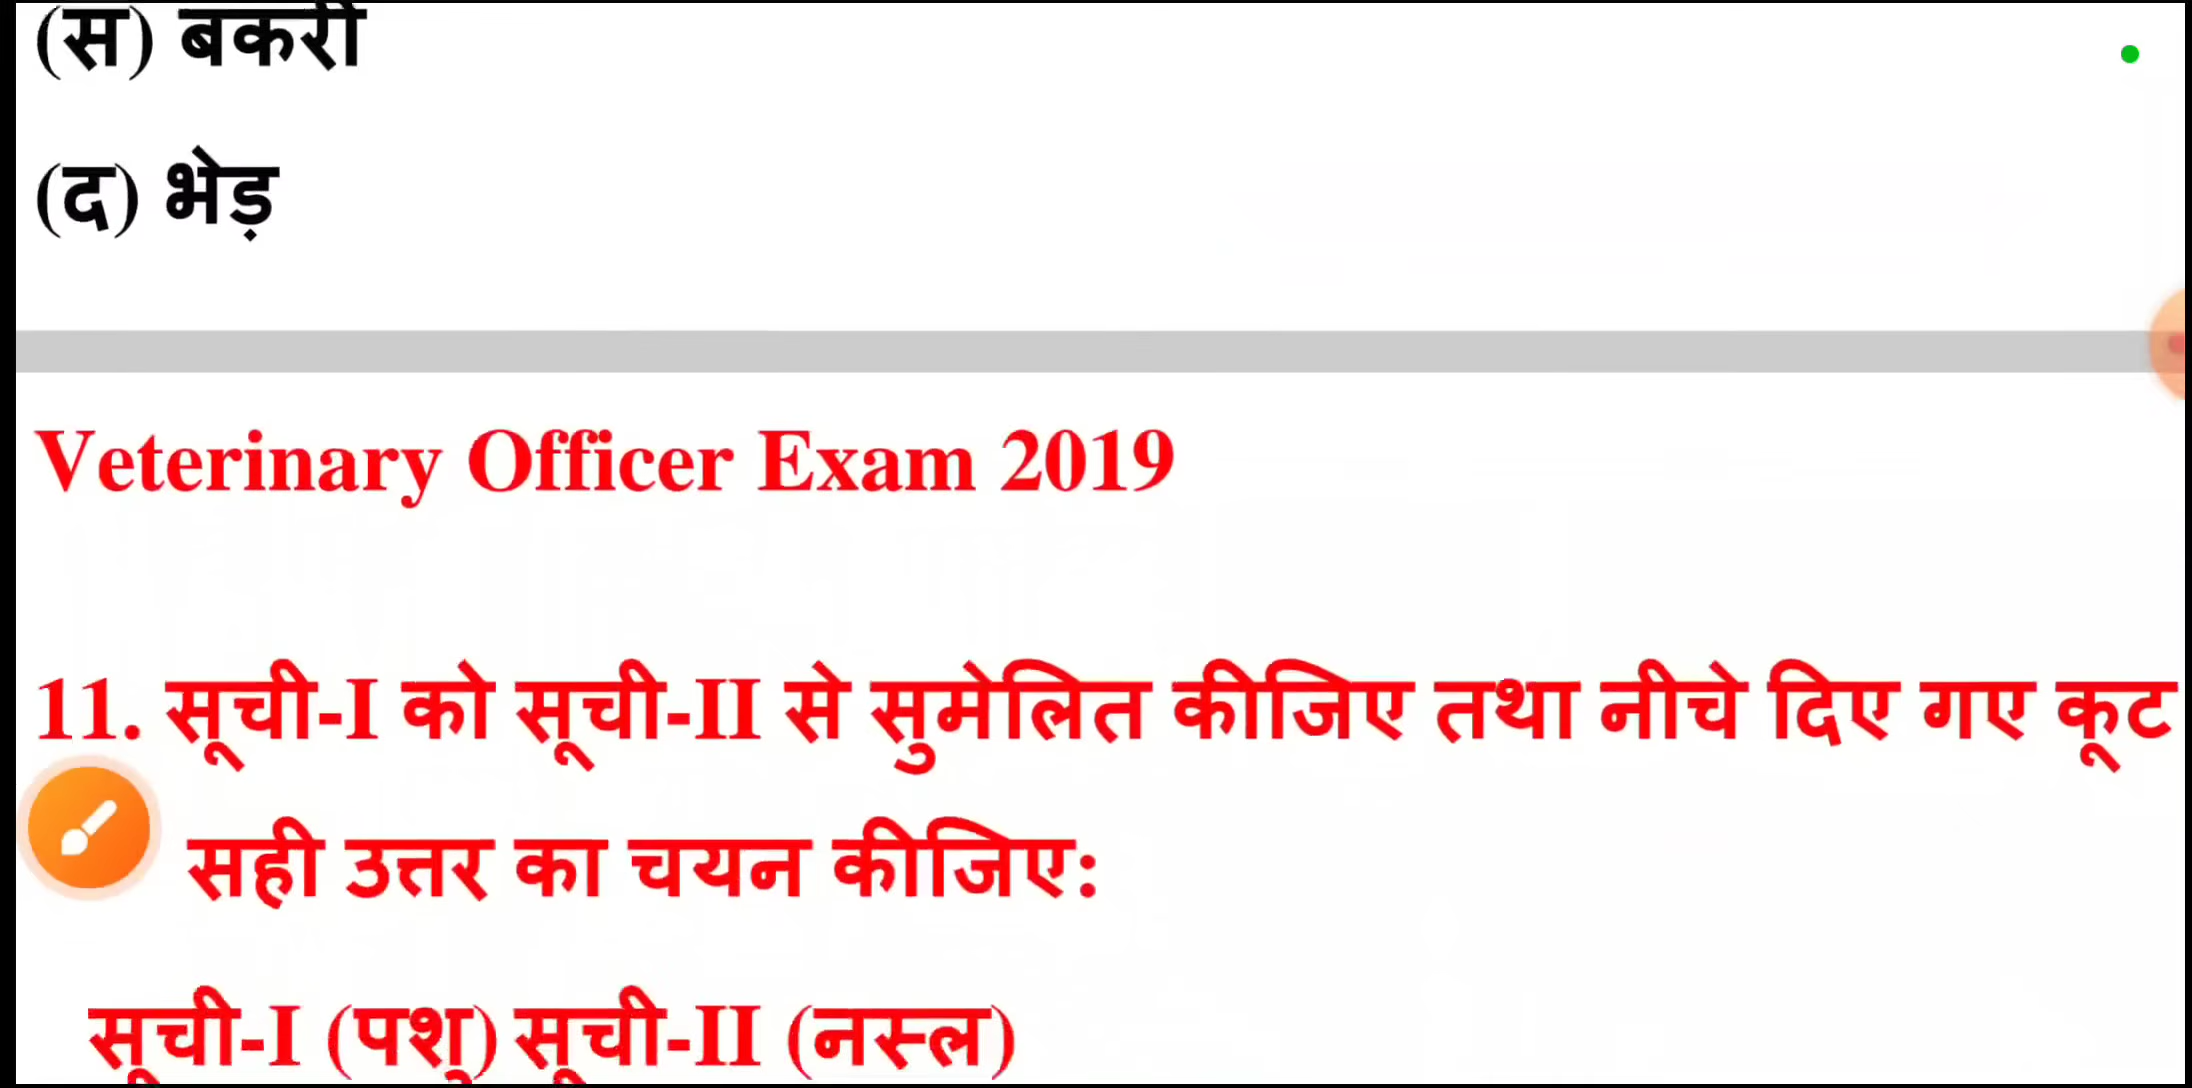 (स) बकरी
(द) भेड़
Veterinary Officer Exam 2019
11. सूची-I को सूची-II से सुमेलित कीजिए तथा नीचे दिए गए कूट
सही उत्तर का चयन कीजिए:
सूची-I (पशु) सूची-II (नस्ल)